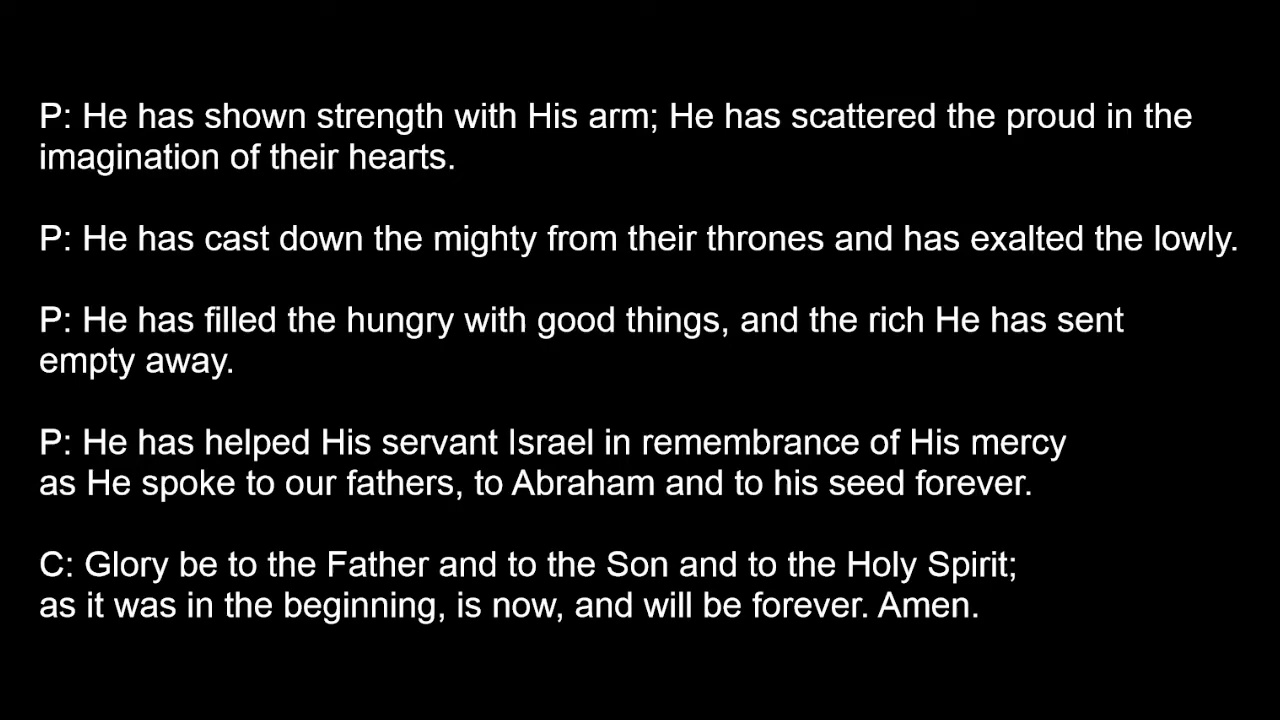 P: He has shown strength with His arm; He has scattered the proud in the
imagination of their hearts.
P: He has cast down the mighty from their thrones and has exalted the lowly.
P: He has filled the hungry with good things, and the rich He has sent
empty away.
P: He has helped His servant Israel in remembrance of His mercy
as He spoke to our fathers, to Abraham and to his seed forever.
C: Glory be to the Father and to the Son and to the Holy Spirit;
as it was in the beginning, is now, and will be forever. Amen.